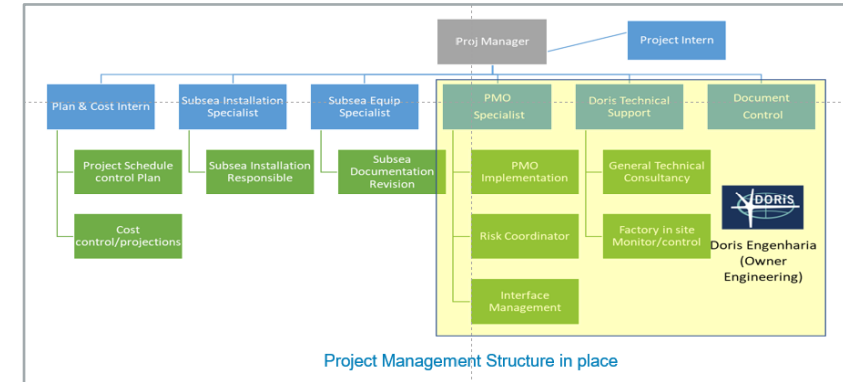 Proj Manager
Project Intern
Plan & Cost Intern
Subsea Installation
Specialist
Subsea Equip
Specialist
PMO
Specialist
Doris Technical
Support
Document
Control
Project Schedule
control Plan
Subsea Installation
Responsible
Subsea
Documentation
Revision
PMO
Implementation
General Technical
Consultancy
Cost
control/projections
Risk Coordinator
Factory in site
Monitor/control
DORIS
Doris Engenharia
(Owner
Engineering)
Interface
Management
Project Management Structure in place